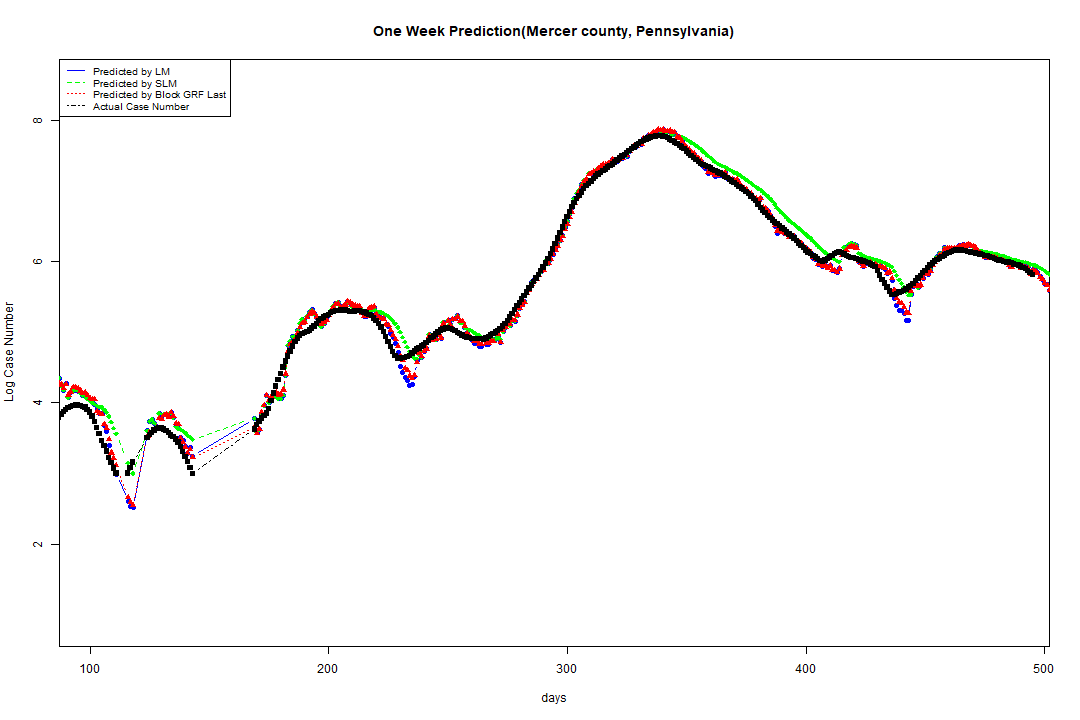 One Week Prediction(Mercer county, Pennsylvania)
Predicted by LM
Predicted by SLM
Predicted by Block GRF Last
Actual Case Number
8
6
4
2
Log Case Number
100 200 300 400 500
days